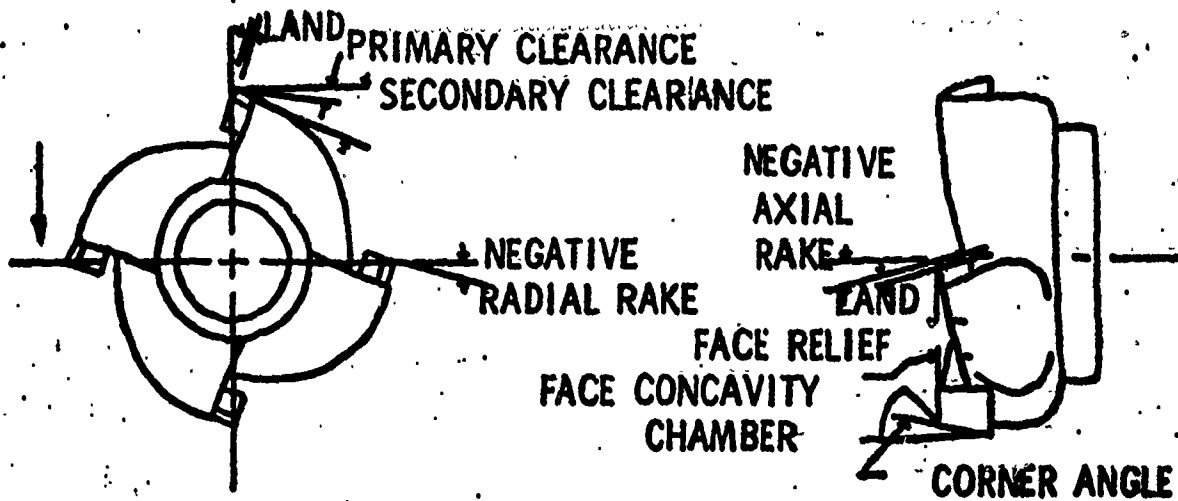 LAND
PRIMARY CLEARANCE
SECONDARY CLEARANCE
NEGATIVE
RADIAL RAKE
NEGATIVE
AXIAL
RAKE
LAND
FACE RELIEF
FACE CONCAVITY
CHAMBER
CORNER ANGLE